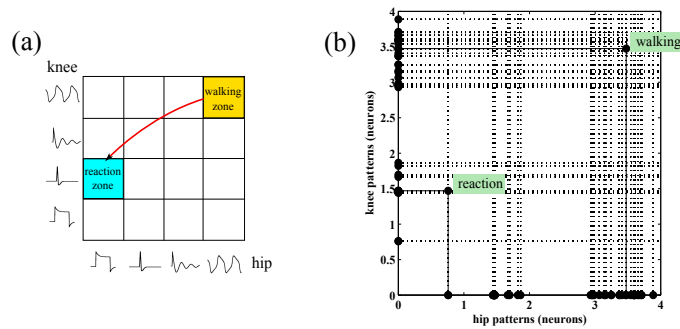 (a)
knee
walking
zone
reaction
zone
hip
(b)
4
3.5
3
2.5
2
1.5
1
0.5
0
knee patterns (neurons)
walking
reaction
0
1
2
3
4
hip patterns (neurons)